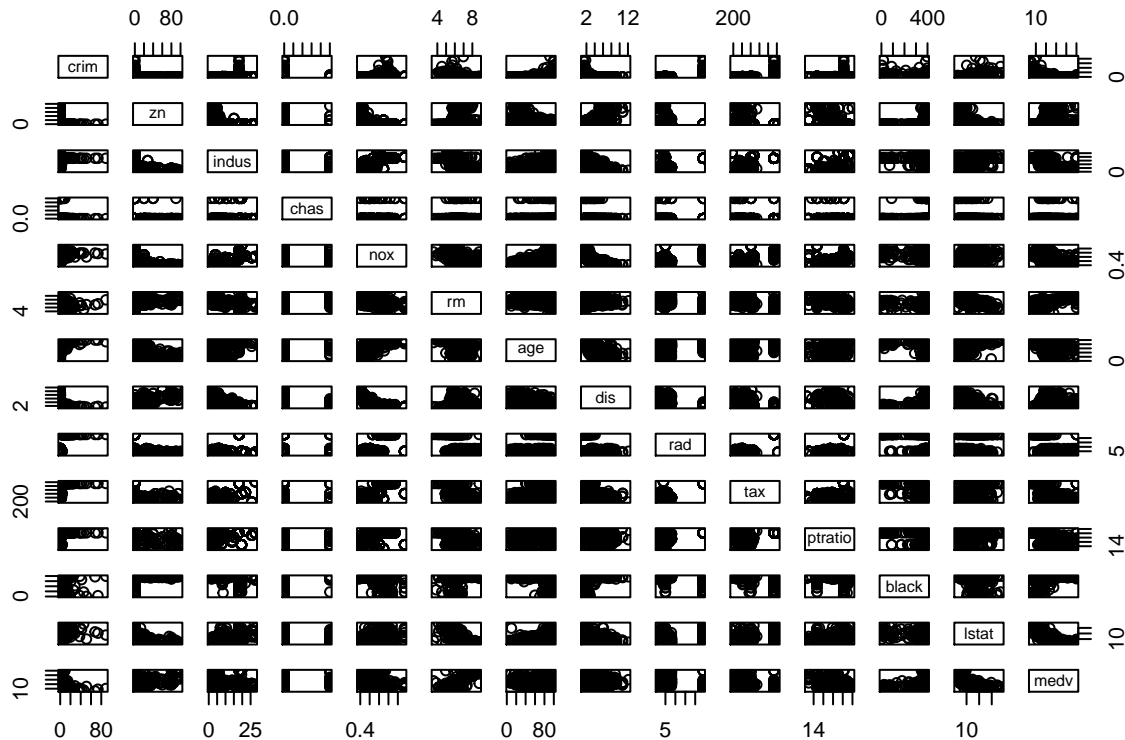 0 80 0.0 4 8 2 12 200 0 400 10
crim 0
0 zn
indus 0
0.0 chas
nox 0.4
4 rm
age 0
2 dis
rad 5
200 tax
ptratio 14
0 black
lstat 10
10 medv
0 80 0 25 0.4 0 80 5 14 10